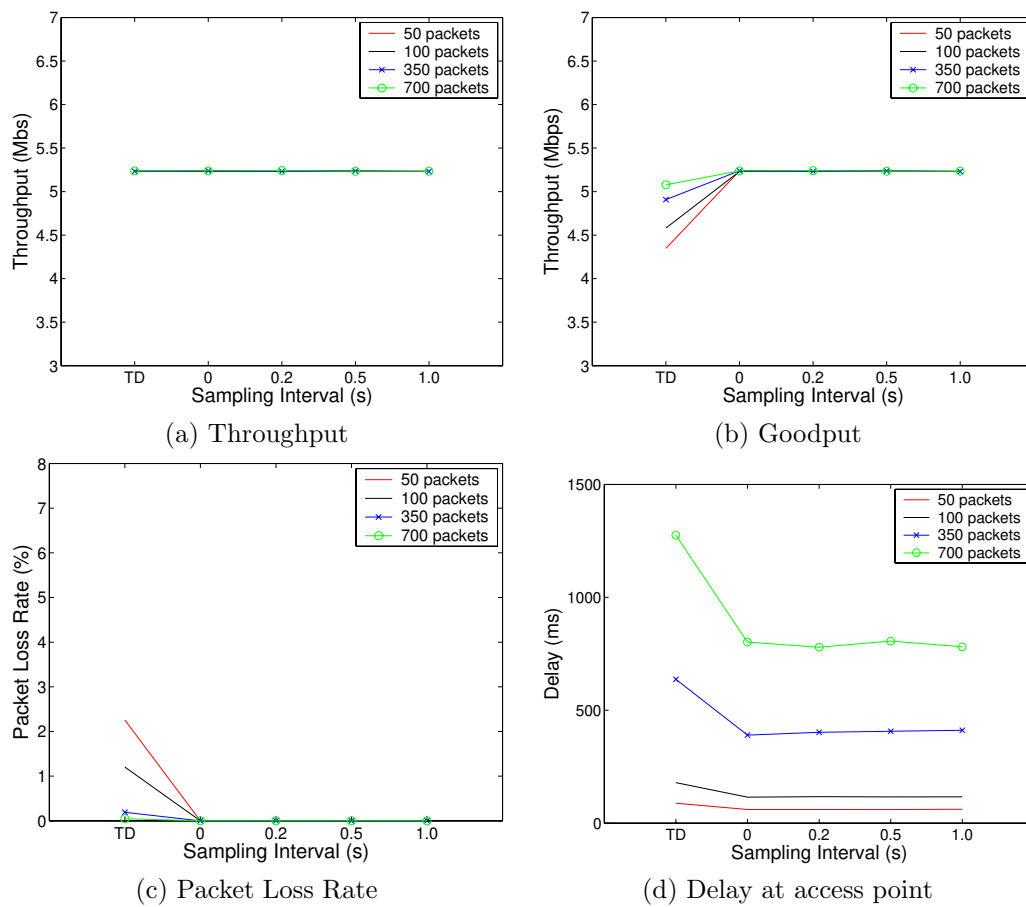 7
6.5
6
5.5
5
4.5
4
3.5
3
Throughput (Mbs)
50 packets
100 packets
350 packets
700 packets
TD 0 0.2 0.5 1.0
Sampling Interval (s)
(a) Throughput
7
6.5
6
5.5
5
4.5
4
3.5
3
Throughput (Mbps)
50 packets
100 packets
350 packets
700 packets
TD 0 0.2 0.5 1.0
Sampling Interval (s)
(b) Goodput
8
7
6
5
4
3
2
1
0
Packet Loss Rate (%)
50 packets
100 packets
350 packets
700 packets
TD 0 0.2 0.5 1.0
Sampling Interval (s)
(c) Packet Loss Rate
1500
1000
500
0
Delay (ms)
50 packets
100 packets
350 packets
700 packets
TD 0 0.2 0.5 1.0
Sampling Interval (s)
(d) Delay at access point